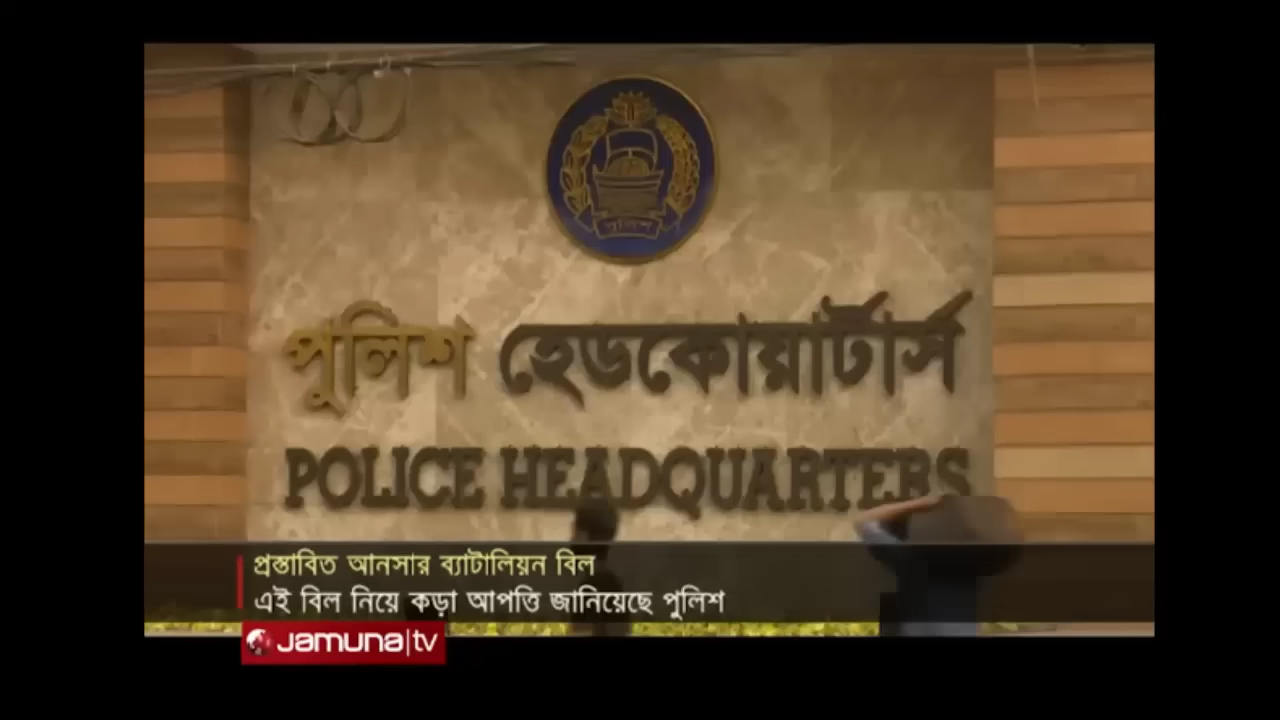 পুলিশ
পুলিশ হেডকোয়ার্টার্স
POLICE HEADQUARTERS
প্রস্তাবিত আনসার ব্যাটালিয়ন বিল
এই বিল নিয়ে কড়া আপত্তি জানিয়েছে পুলিশ
Jamuna|tv